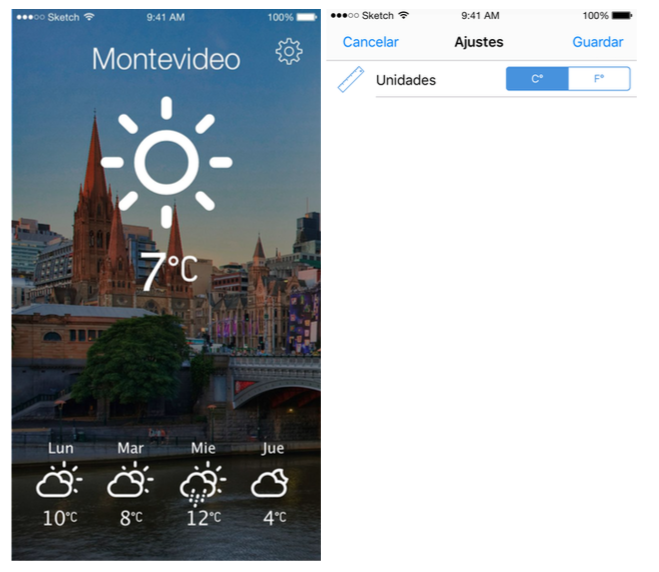 Sketch 9:41 AM 100%
Montevideo
7°C
Lun Mar Mie Jue
10°C 8°C 12°C 4°C
Sketch 9:41 AM 100%
Cancelar Ajustes Guardar
Unidades C° F°